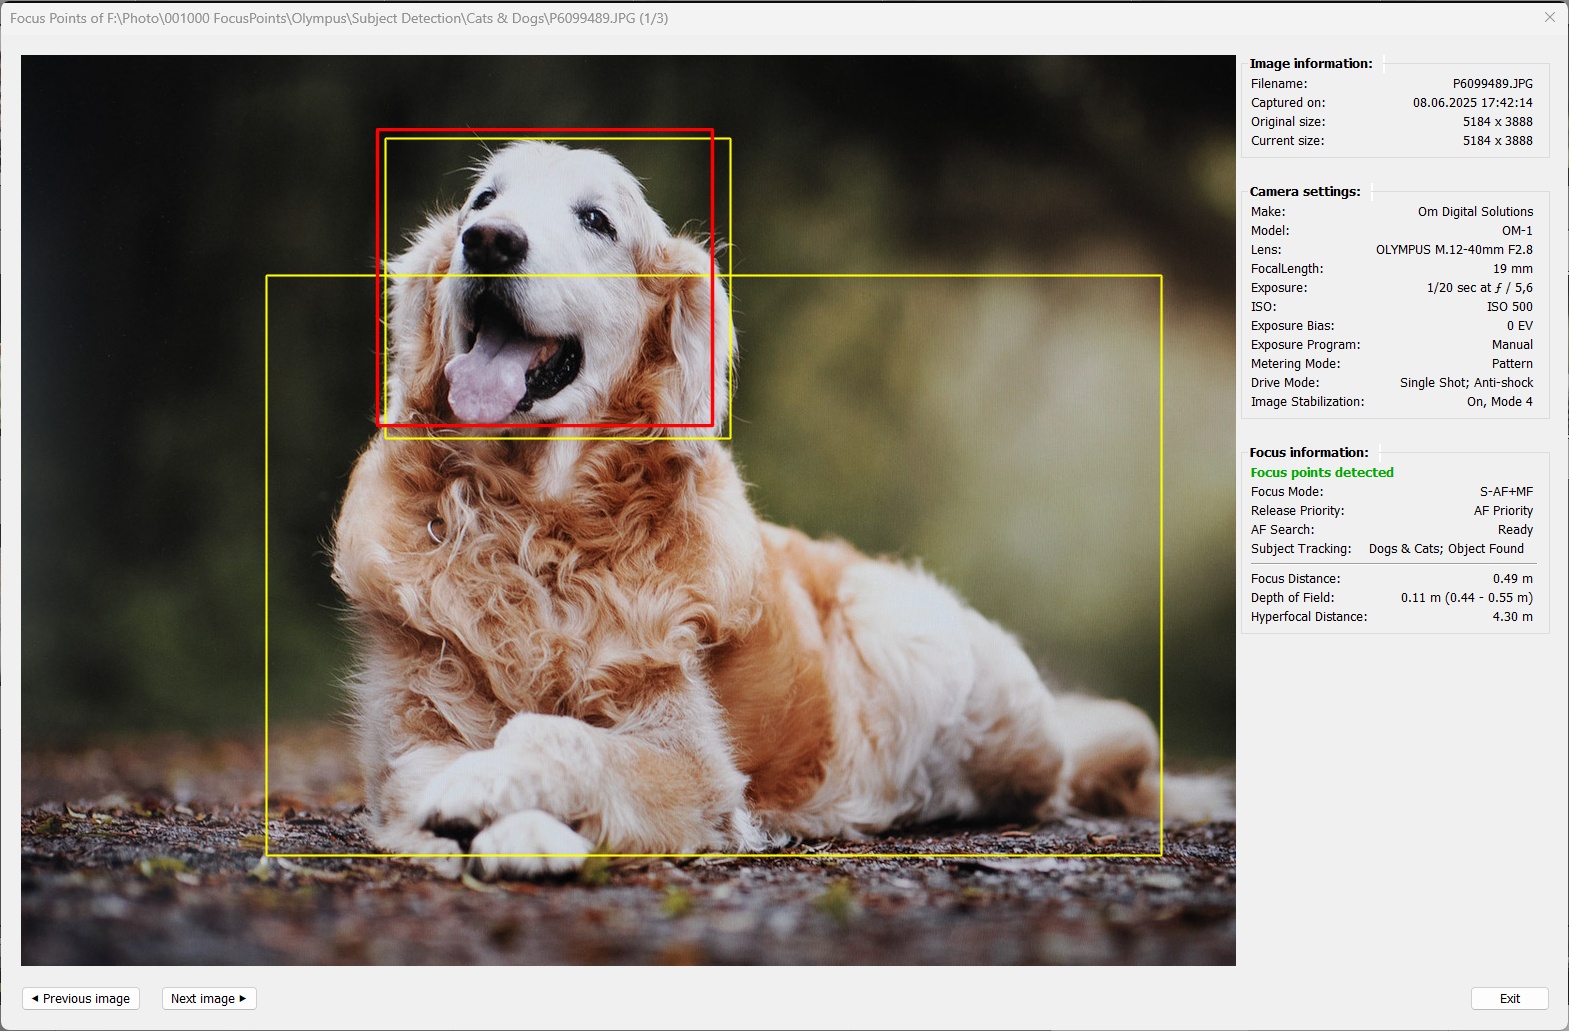 Focus Points of F:\Photo\001000 FocusPoints\Olympus\Subject Detection\Cats & Dogs\P6099489.JPG (1/3)
Image information:
Filename: P6099489.JPG
Captured on: 08.06.2025 17:42:14
Original size: 5184 x 3888
Current size: 5184 x 3888
Camera settings:
Make: Om Digital Solutions
Model: OM-1
Lens: OLYMPUS M.12-40mm F2.8
FocalLength: 19 mm
Exposure: 1/20 sec at ƒ / 5,6
ISO: ISO 500
Exposure Bias: 0 EV
Exposure Program: Manual
Metering Mode: Pattern
Drive Mode: Single Shot; Anti-shock
Image Stabilization: On, Mode 4
Focus information:
Focus points detected
Focus Mode: S-AF+MF
Release Priority: AF Priority
AF Search: Ready
Subject Tracking: Dogs & Cats; Object Found
Focus Distance: 0.49 m
Depth of Field: 0.11 m (0.44 - 0.55 m)
Hyperfocal Distance: 4.30 m
Previous image
Next image
Exit